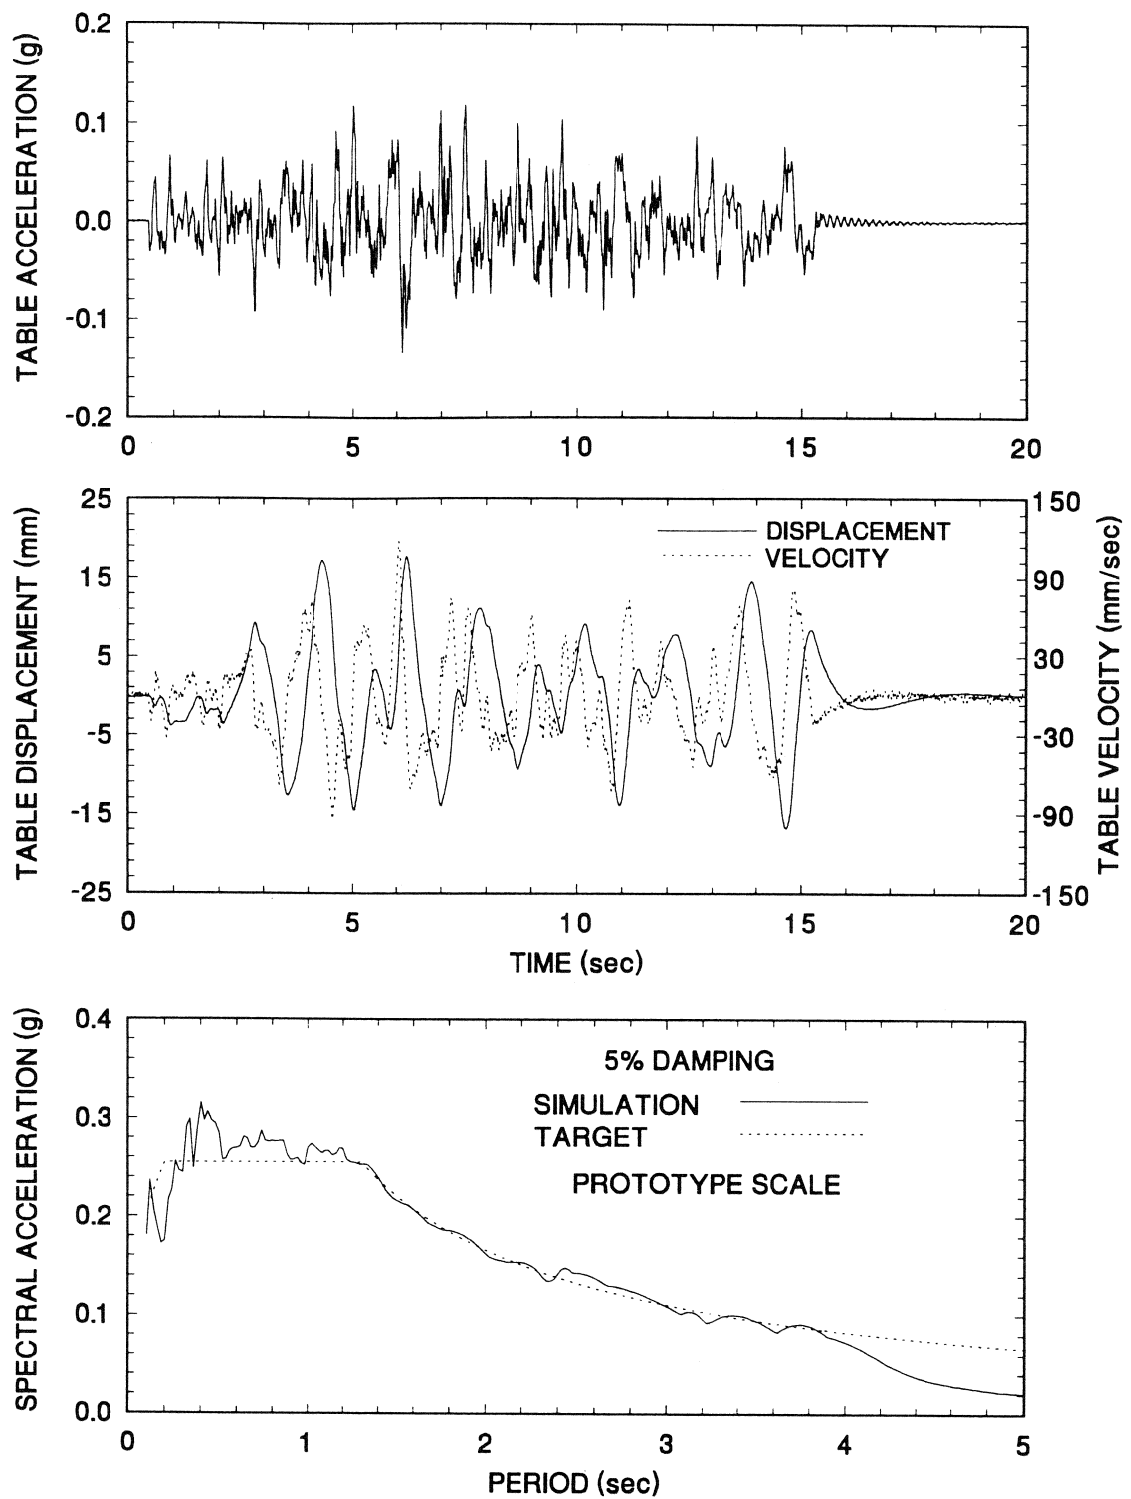 TABLE ACCELERATION (g)
0.2
0.1
0.0
-0.1
-0.2
0 5 10 15 20
TABLE DISPLACEMENT (mm)
25
15
5
-5
-15
-25
DISPLACEMENT
VELOCITY
150
90
30
-30
-90
-150
TABLE VELOCITY (mm/sec)
0 5 10 15 20
TIME (sec)
SPECTRAL ACCELERATION (g)
0.4
0.3
0.2
0.1
0.0
5% DAMPING
SIMULATION
TARGET
PROTOTYPE SCALE
0 1 2 3 4 5
PERIOD (sec)